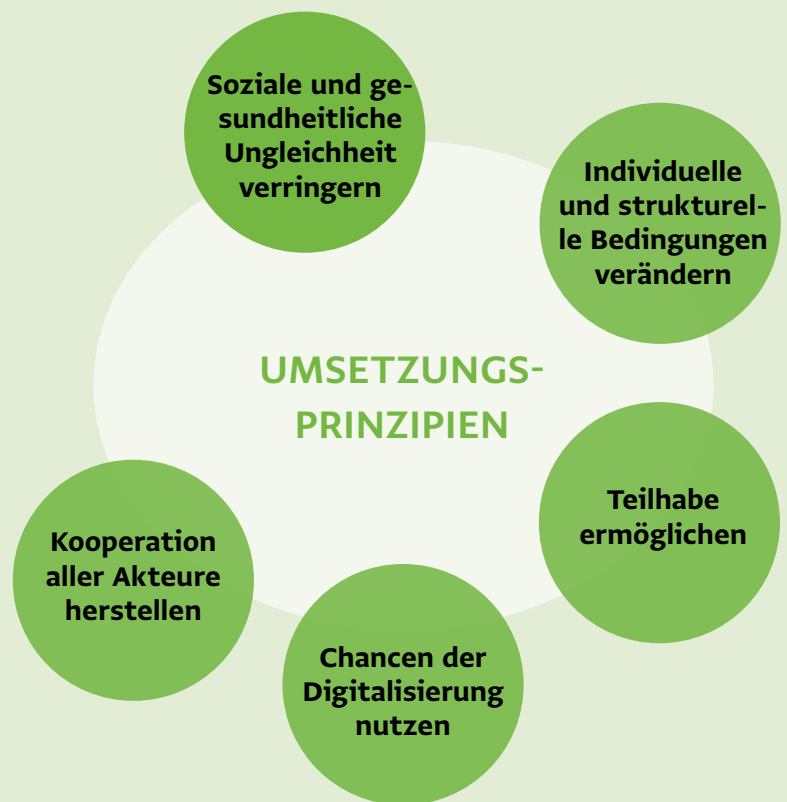 Soziale und ge-
sundheitliche
Ungleichheit
verringern
Individuelle
und strukturel-
le Bedingungen
verändern
UMSETZUNGS-
PRINZIPIEN
Teilhabe
ermöglichen
Kooperation
aller Akteure
herstellen
Chancen der
Digitalisierung
nutzen